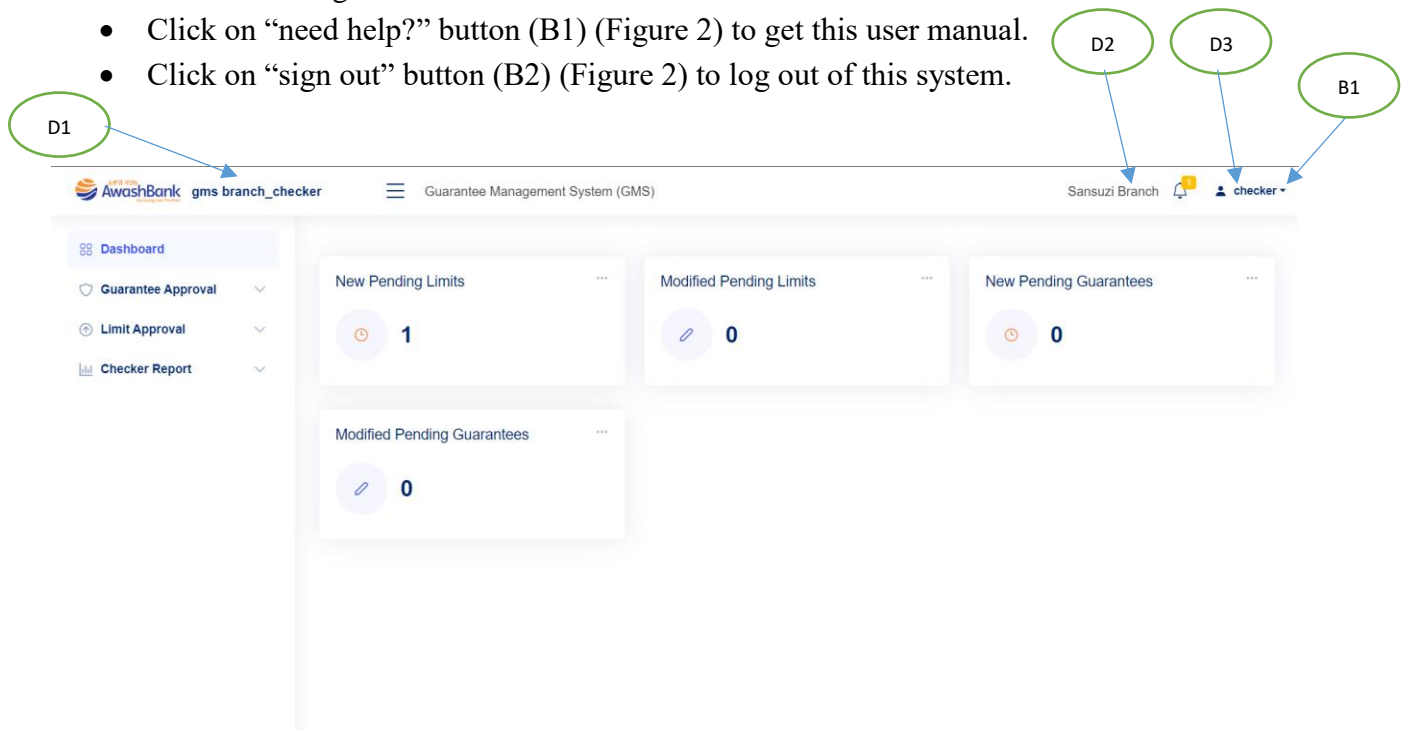 • Click on “need help?” button (B1) (Figure 2) to get this user manual.
• Click on “sign out” button (B2) (Figure 2) to log out of this system.
D2
D3
B1
D1
AwashBank gms branch_checker
Guarantee Management System (GMS)
Sansuzi Branch
checker
Dashboard
Guarantee Approval
Limit Approval
Checker Report
New Pending Limits
1
Modified Pending Limits
0
New Pending Guarantees
0
Modified Pending Guarantees
0